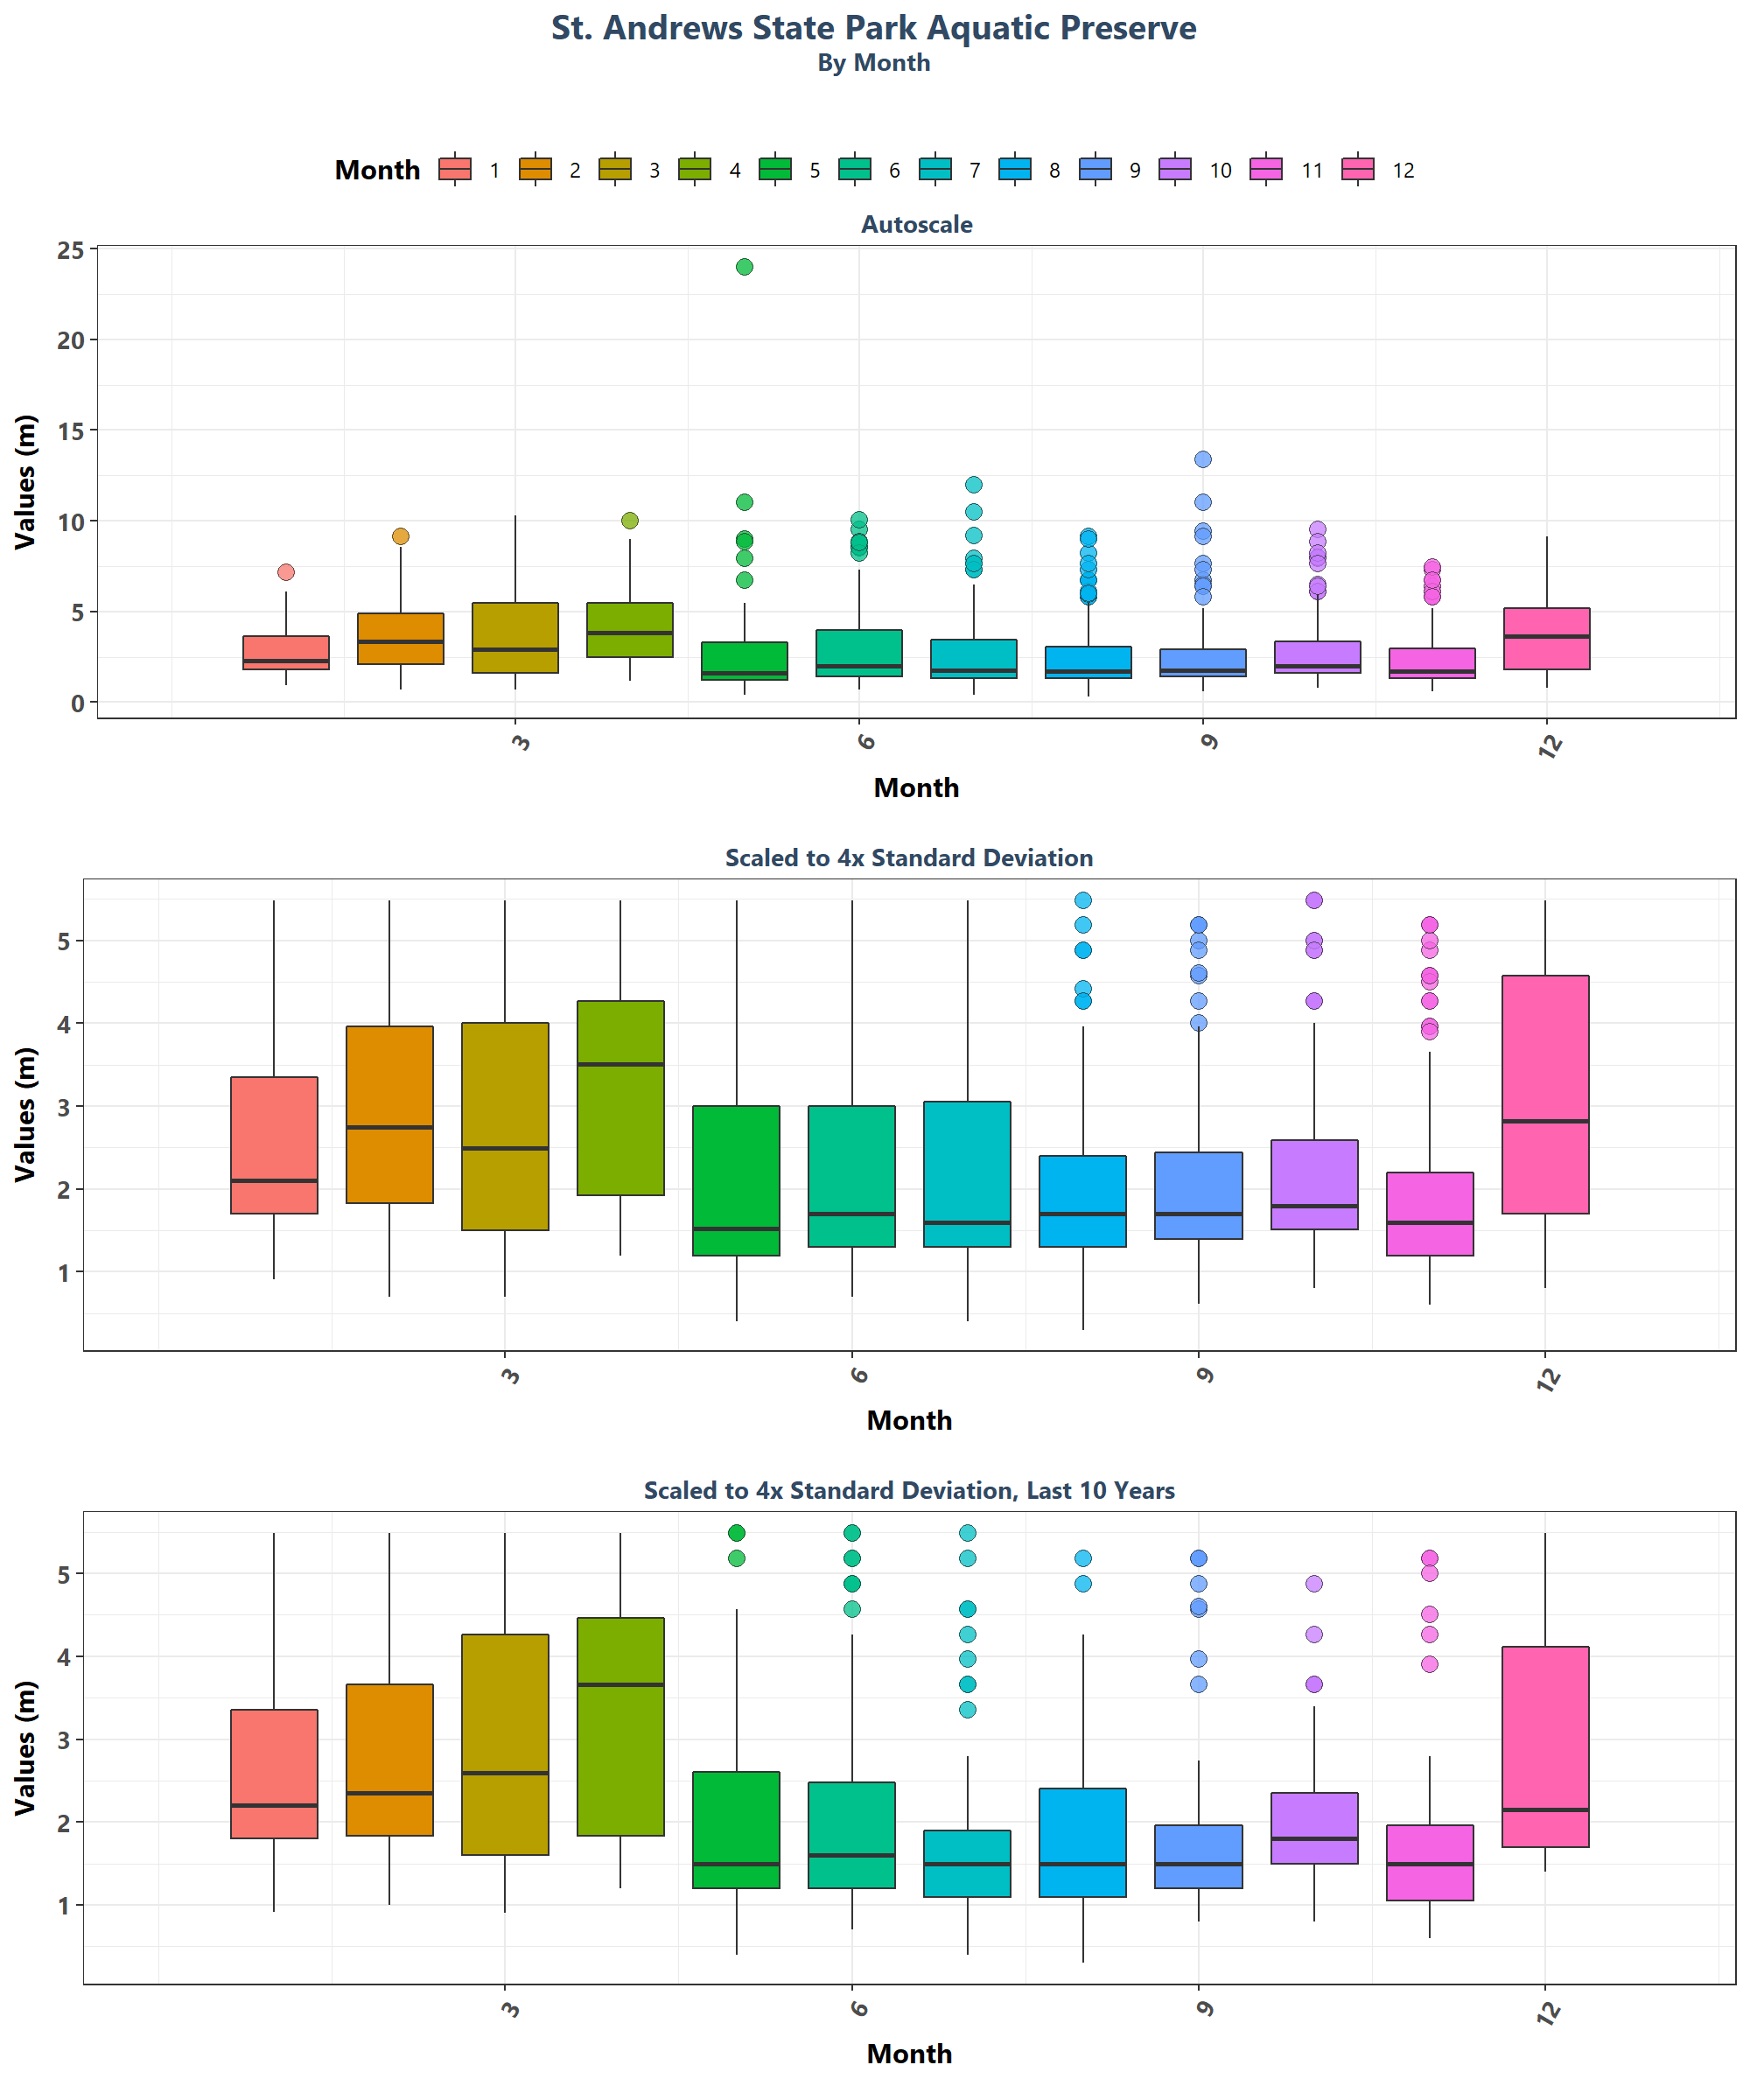 St. Andrews State Park Aquatic Preserve
By Month
Month 1 2 3 4 5 6 7 8 9 10 11 12
Autoscale
Values (m)
25
20
15
10
5
0
3 6 9 12
Month
Scaled to 4x Standard Deviation
Values (m)
5
4
3
2
1
3 6 9 12
Month
Scaled to 4x Standard Deviation, Last 10 Years
Values (m)
5
4
3
2
1
3 6 9 12
Month